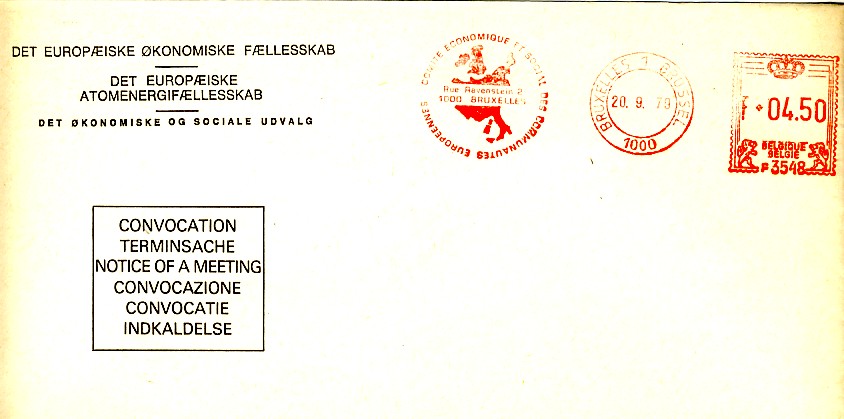 DET EUROPÆISKE ØKONOMISKE FÆLLESSKAB
DET EUROPÆISKE
ATOMENERGIFÆLLESSKAB
DET ØKONOMISKE OG SOCIALE UDVALG
COMITE ECONOMIQUE ET SOCIAL DES COMMUNAUTES EUROPEENNES
Rue Ravenstein 2
1000 BRUXELLES
BRUXELLES 1 BRUSSEL
20. 9. 79
1000
F 04.50
BELGIQUE
BELGIE
F 3548
CONVOCATION
TERMINSACHE
NOTICE OF A MEETING
CONVOCAZIONE
CONVOCATIE
INDKALDELSE